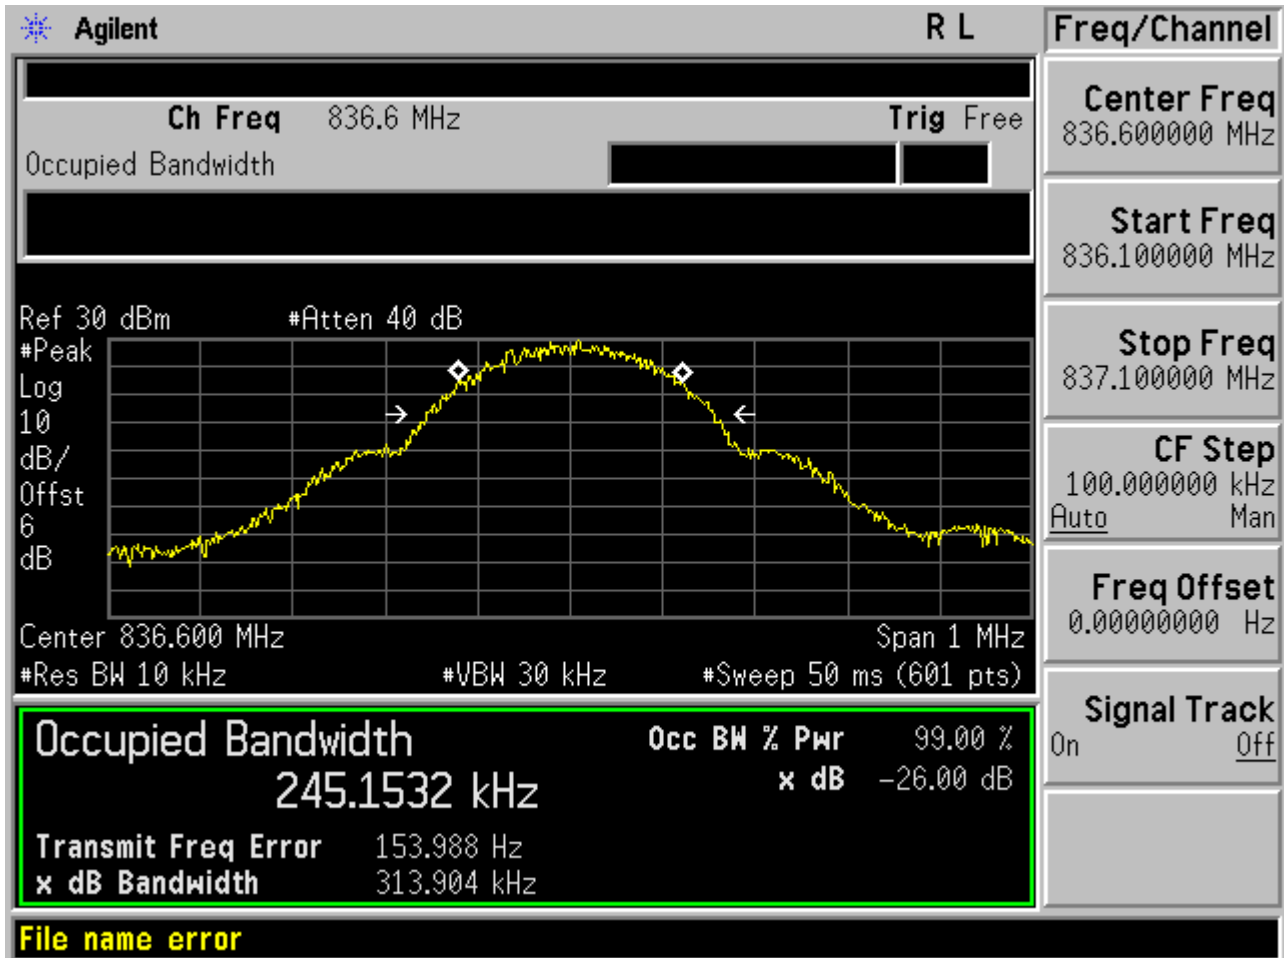 Agilent R L
Freq/Channel
Ch Freq 836.6 MHz Trig Free
Occupied Bandwidth
Center Freq
836.600000 MHz
Start Freq
836.100000 MHz
Stop Freq
837.100000 MHz
CF Step
100.000000 kHz
Auto Man
Freq Offset
0.00000000 Hz
Signal Track
On Off
Ref 30 dBm #Atten 40 dB
#Peak
Log
10
dB/
Offst
6
dB
Center 836.600 MHz Span 1 MHz
#Res BW 10 kHz #VBW 30 kHz #Sweep 50 ms (601 pts)
Occupied Bandwidth
245.1532 kHz
Occ BW % Pwr 99.00 %
x dB -26.00 dB
Transmit Freq Error 153.988 Hz
x dB Bandwidth 313.904 kHz
File name error